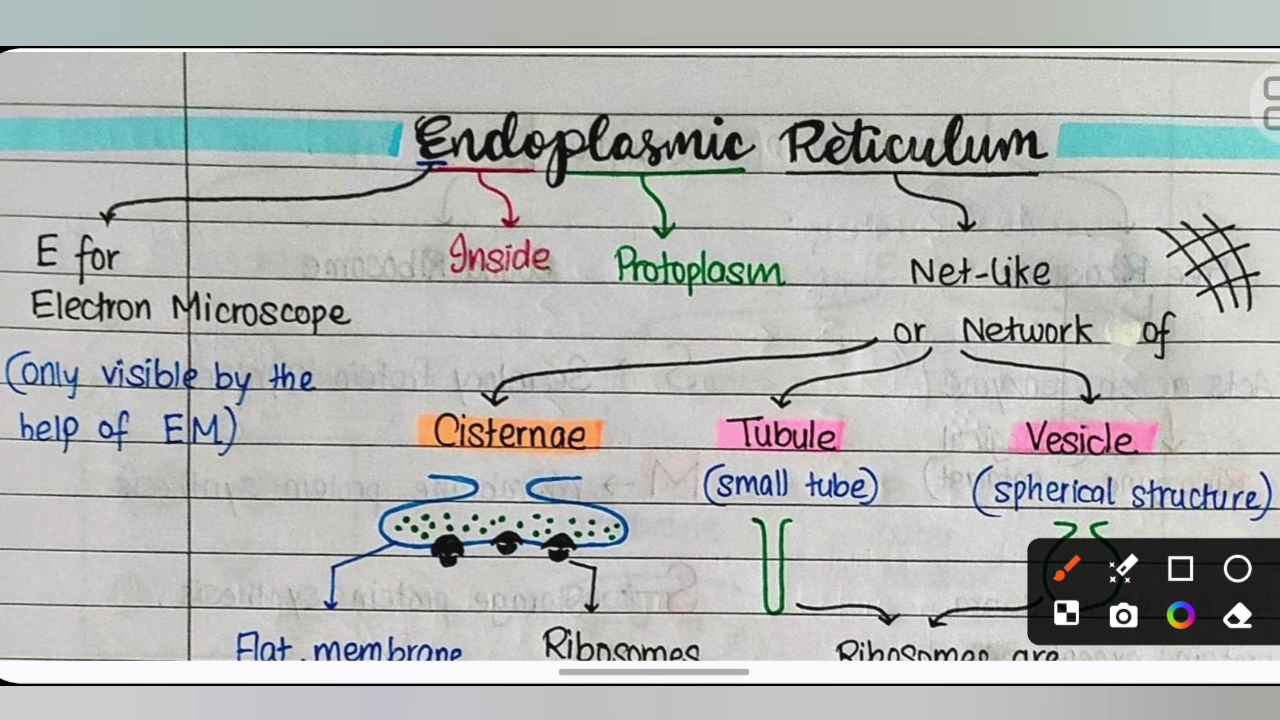 Endoplasmic Reticulum
E for
Electron Microscope
(only visible by the
help of EM)
Inside
Protoplasm
Net-like
or Network of
Cisternae
Tubule
(small tube)
Vesicle
(spherical structure)
Flat membrane
Ribosomes
Ribosomes are